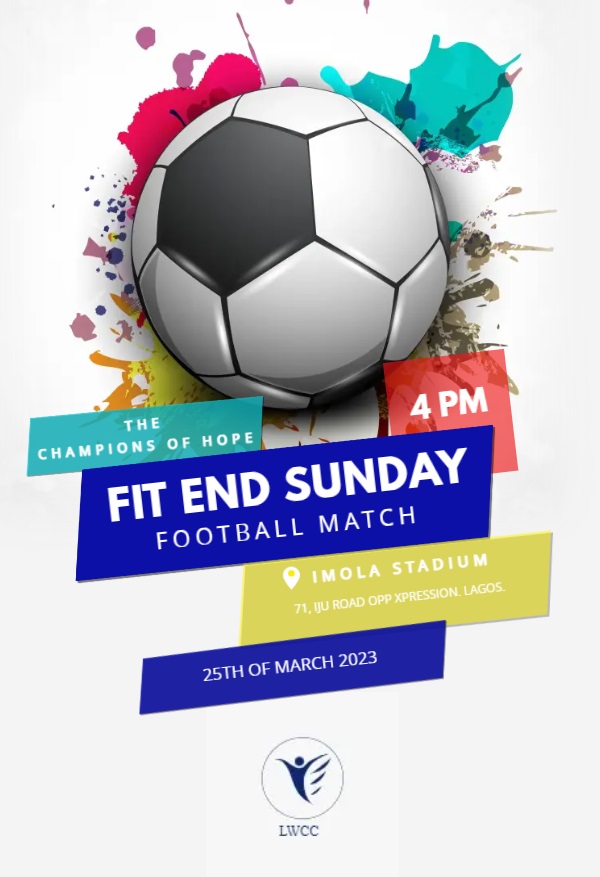 THE
CHAMPIONS OF HOPE
4 PM
FIT END SUNDAY
FOOTBALL MATCH
IMOLA STADIUM
71, IJU ROAD OPP XPRESSION. LAGOS.
25TH OF MARCH 2023
LWCC